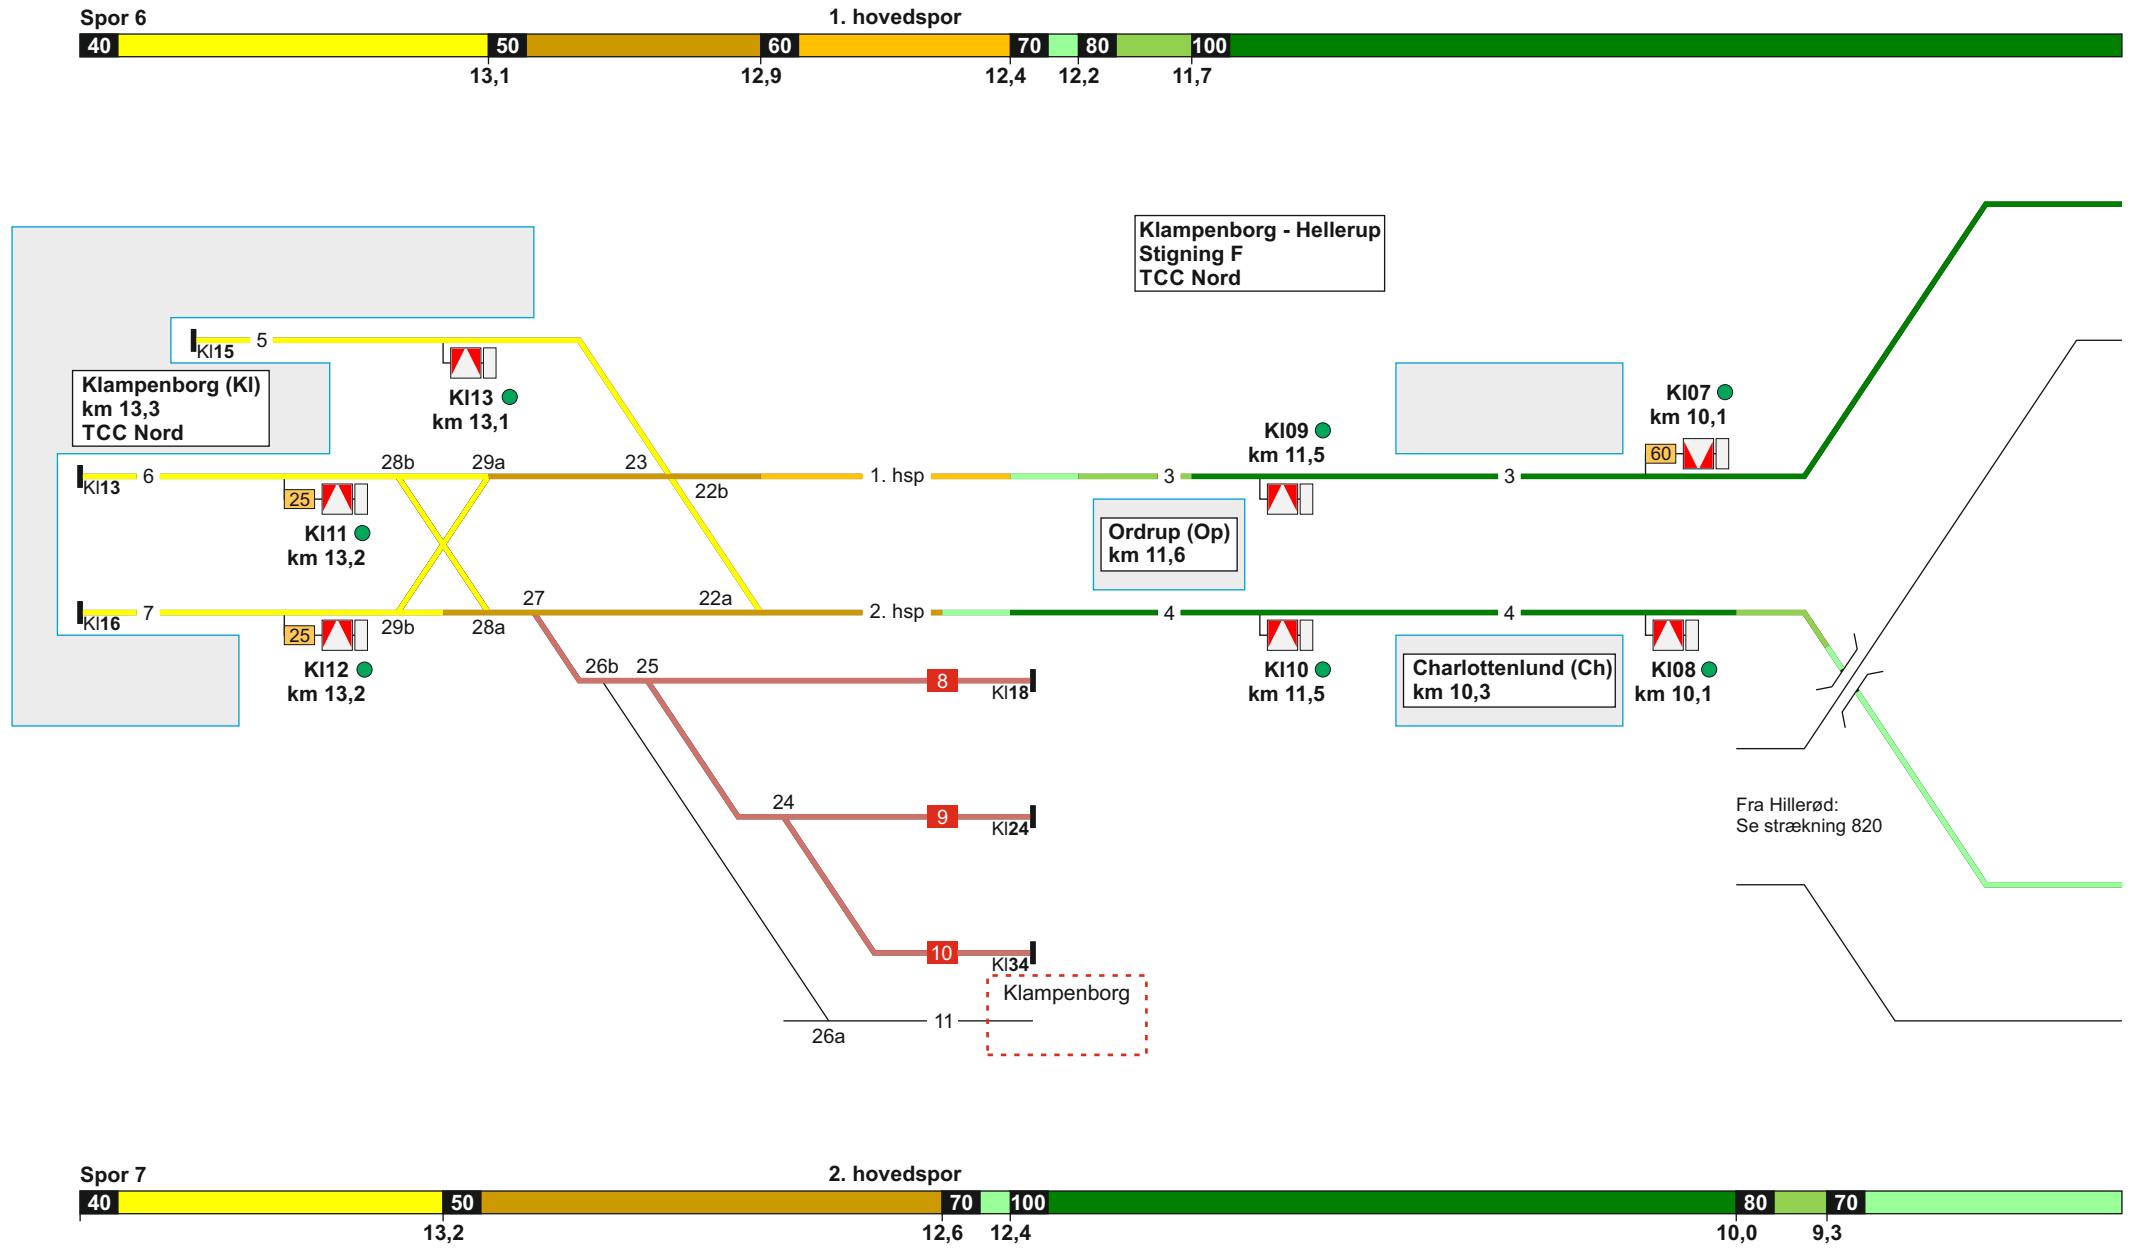 Spor 6 1. hovedspor
40 50 60 70 80 100
13,1 12,9 12,4 12,2 11,7
Klampenborg - Hellerup
Stigning F
TCC Nord
5
Kl15
Klampenborg (Kl)
km 13,3
TCC Nord
Kl13
km 13,1
Kl07
km 10,1
60
Kl09
km 11,5
28b 29a 23
6 1. hsp 3 3
Kl13
25
22b
Kl11
km 13,2
Ordrup (Op)
km 11,6
27 22a
7 2. hsp 4 4
Kl16
25
29b 28a
Kl12
km 13,2
26b 25
8
Kl18
Kl10
km 11,5
Charlottenlund (Ch)
km 10,3
Kl08
km 10,1
24
9
Kl24
Fra Hillerød:
Se strækning 820
10
Kl34
Klampenborg
11
26a
Spor 7 2. hovedspor
40 50 70 100 80 70
13,2 12,6 12,4 10,0 9,3